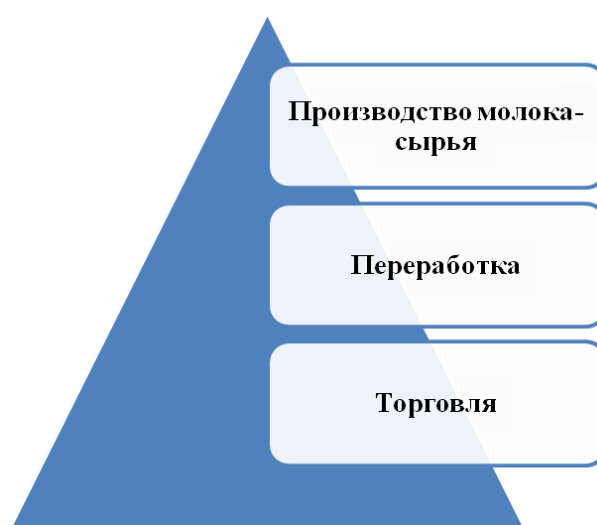 Производство молока-
сырья
Переработка
Торговля